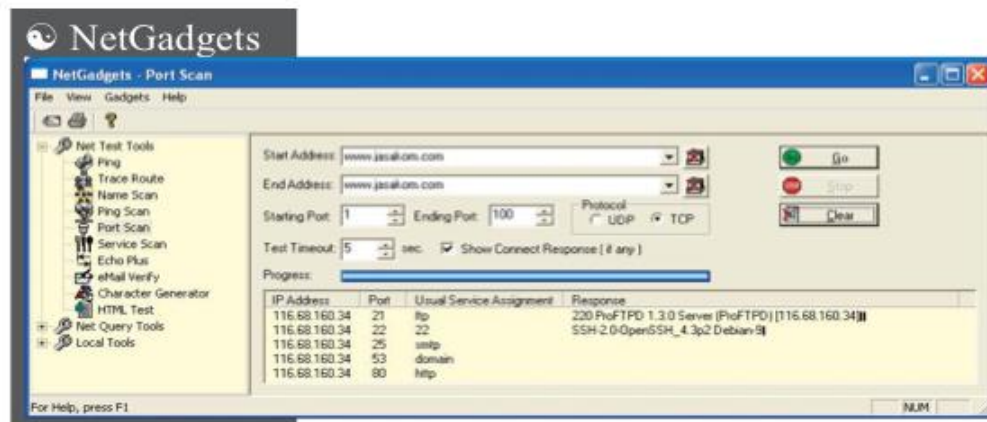 NetGadgets
NetGadgets - Port Scan
File View Gadgets Help
Net Test Tools
Ping
Trace Route
Name Scan
Ping Scan
Port Scan
Service Scan
Echo Plus
eMail Verify
Character Generator
HTML Test
Net Query Tools
Local Tools
Start Address: www.jasakom.com
Go
End Address: www.jasakom.com
Stop
Starting Port: 1 Ending Port: 100 Protocol UDP TCP
Clear
Test Timeout: 5 sec. Show Connect Response ( if any )
Progress:
IP Address Port Usual Service Assignment Response
116.68.160.34 21 ftp 220 ProFTPD 1.3.0 Server (ProFTPD) [116.68.160.34]
116.68.160.34 22 22 SSH-2.0-OpenSSH_4.3p2 Debian-9
116.68.160.34 25 smtp
116.68.160.34 53 domain
116.68.160.34 80 http
For Help, press F1
NUM